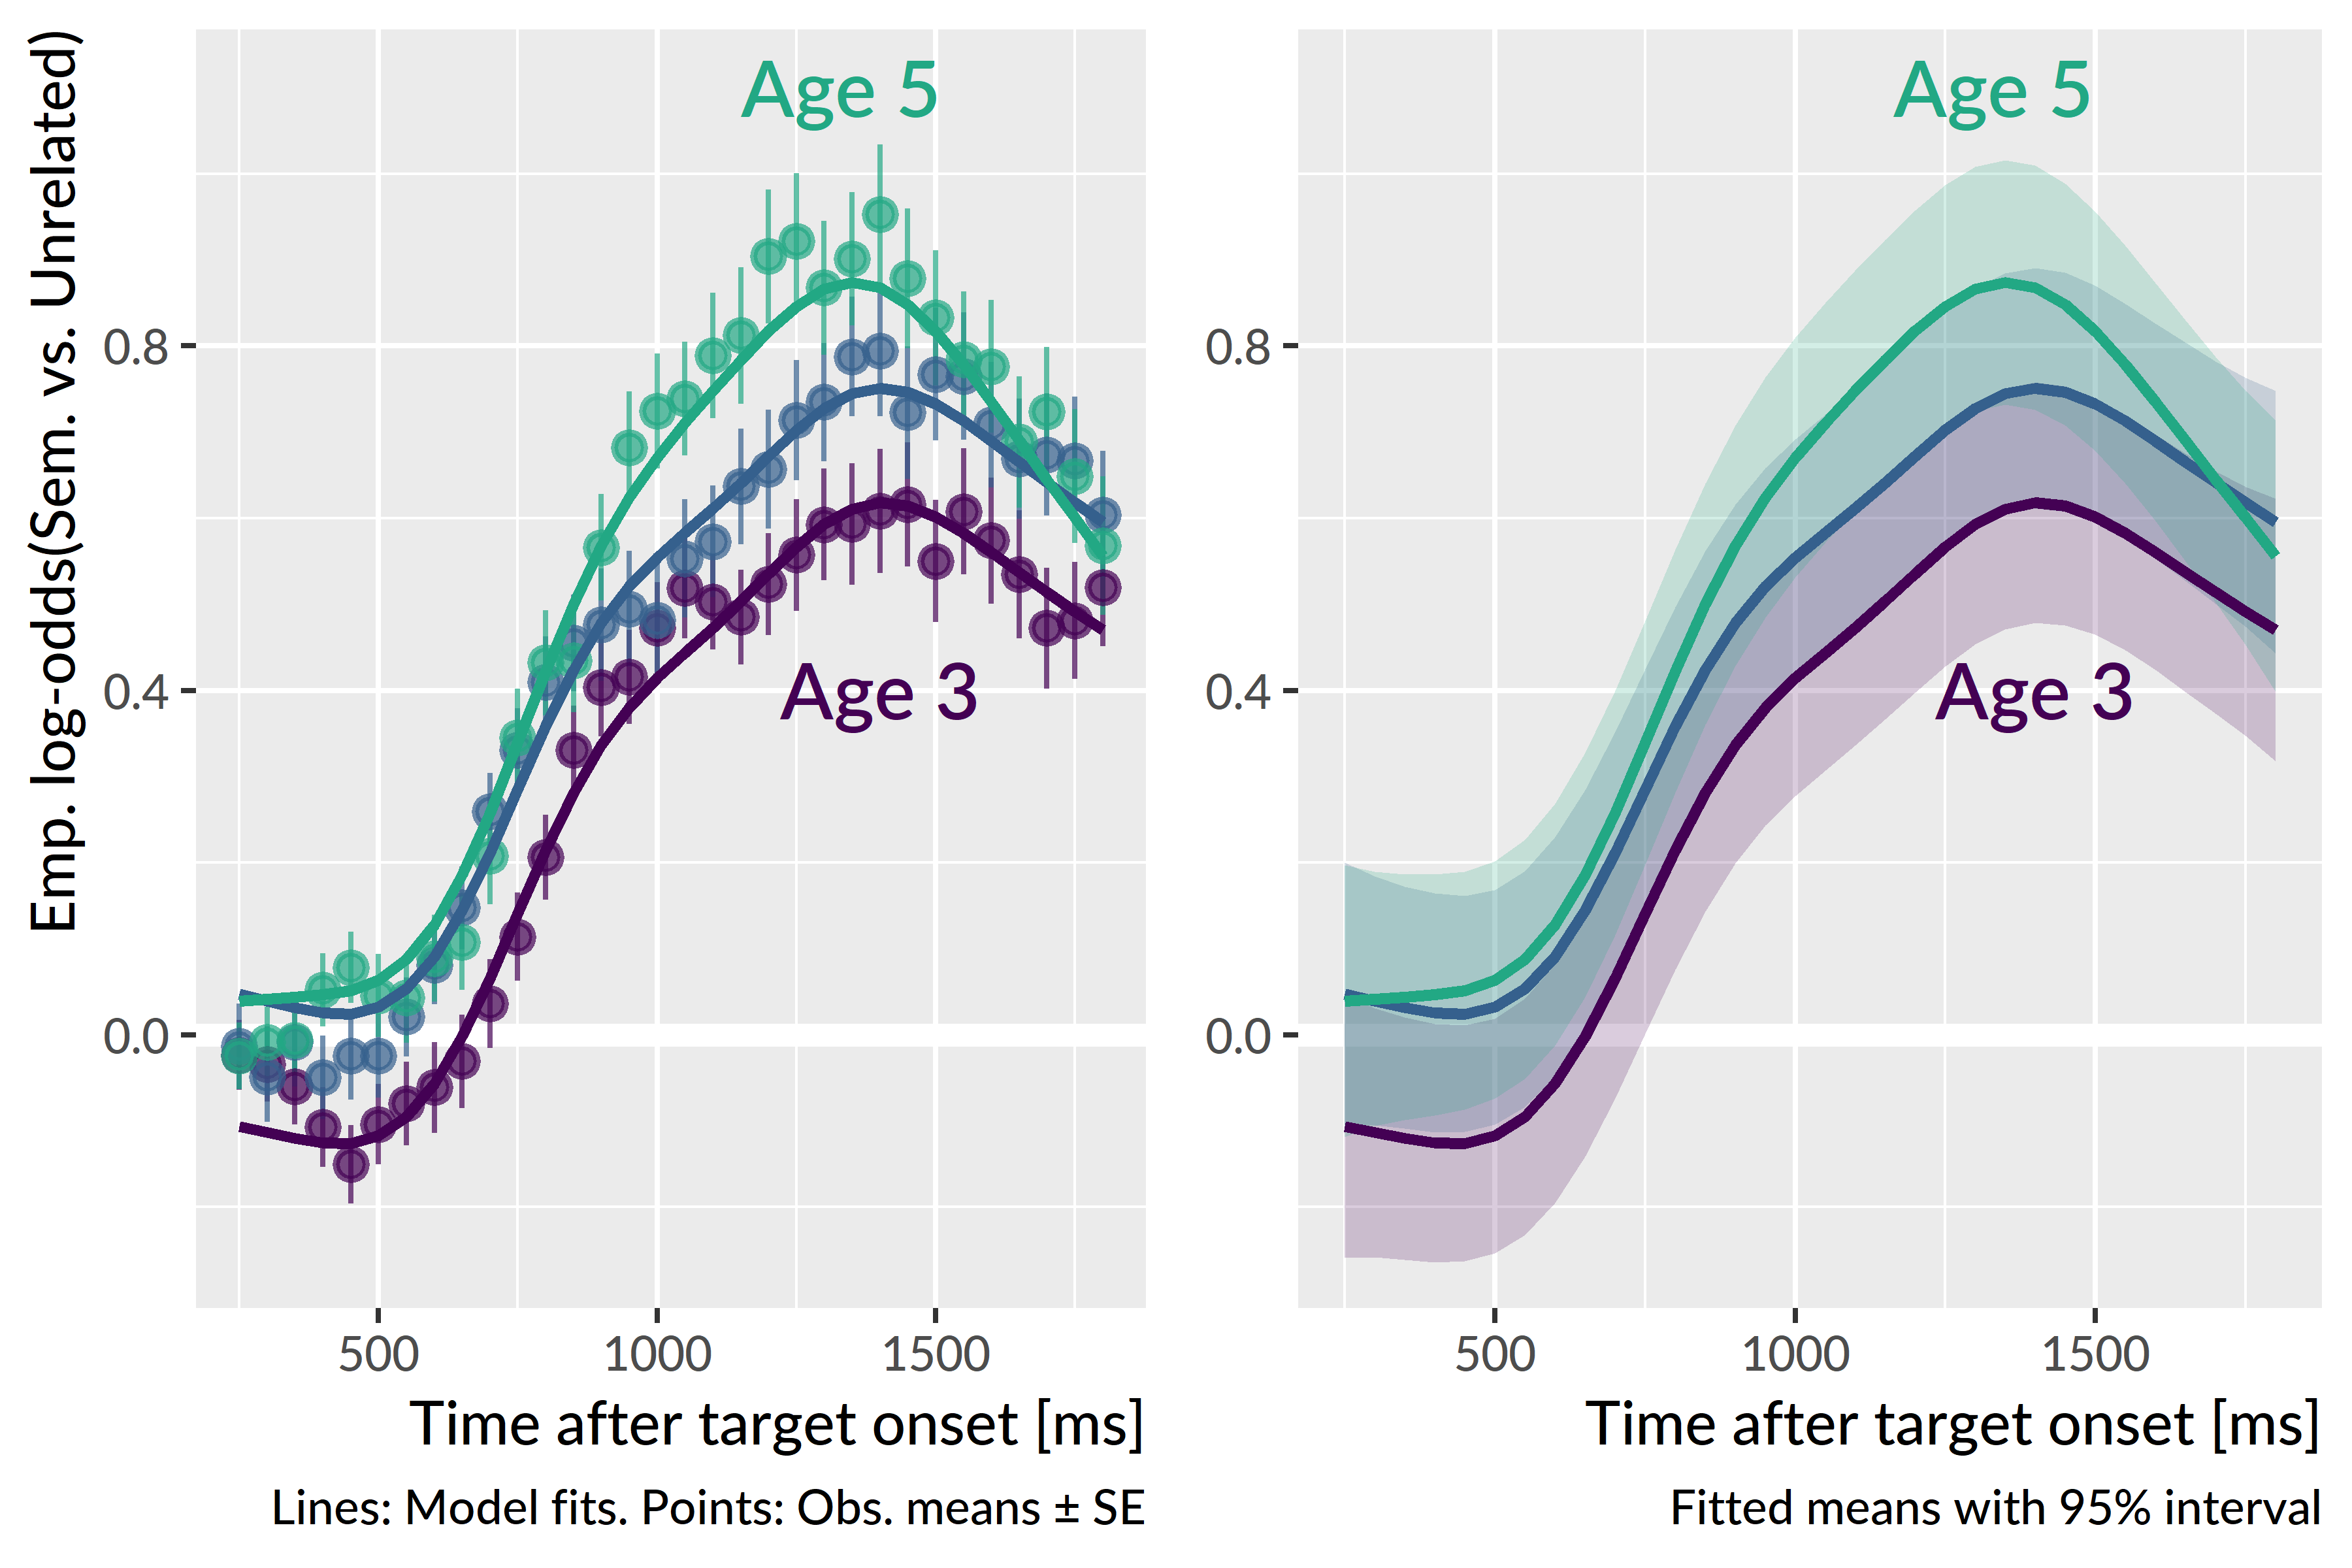 Emp. log-odds(Sem. vs. Unrelated)
Age 5
Age 3
0.8
0.4
0.0
500 1000 1500
Time after target onset [ms]
Lines: Model fits. Points: Obs. means ± SE
Age 5
Age 3
0.8
0.4
0.0
500 1000 1500
Time after target onset [ms]
Fitted means with 95% interval